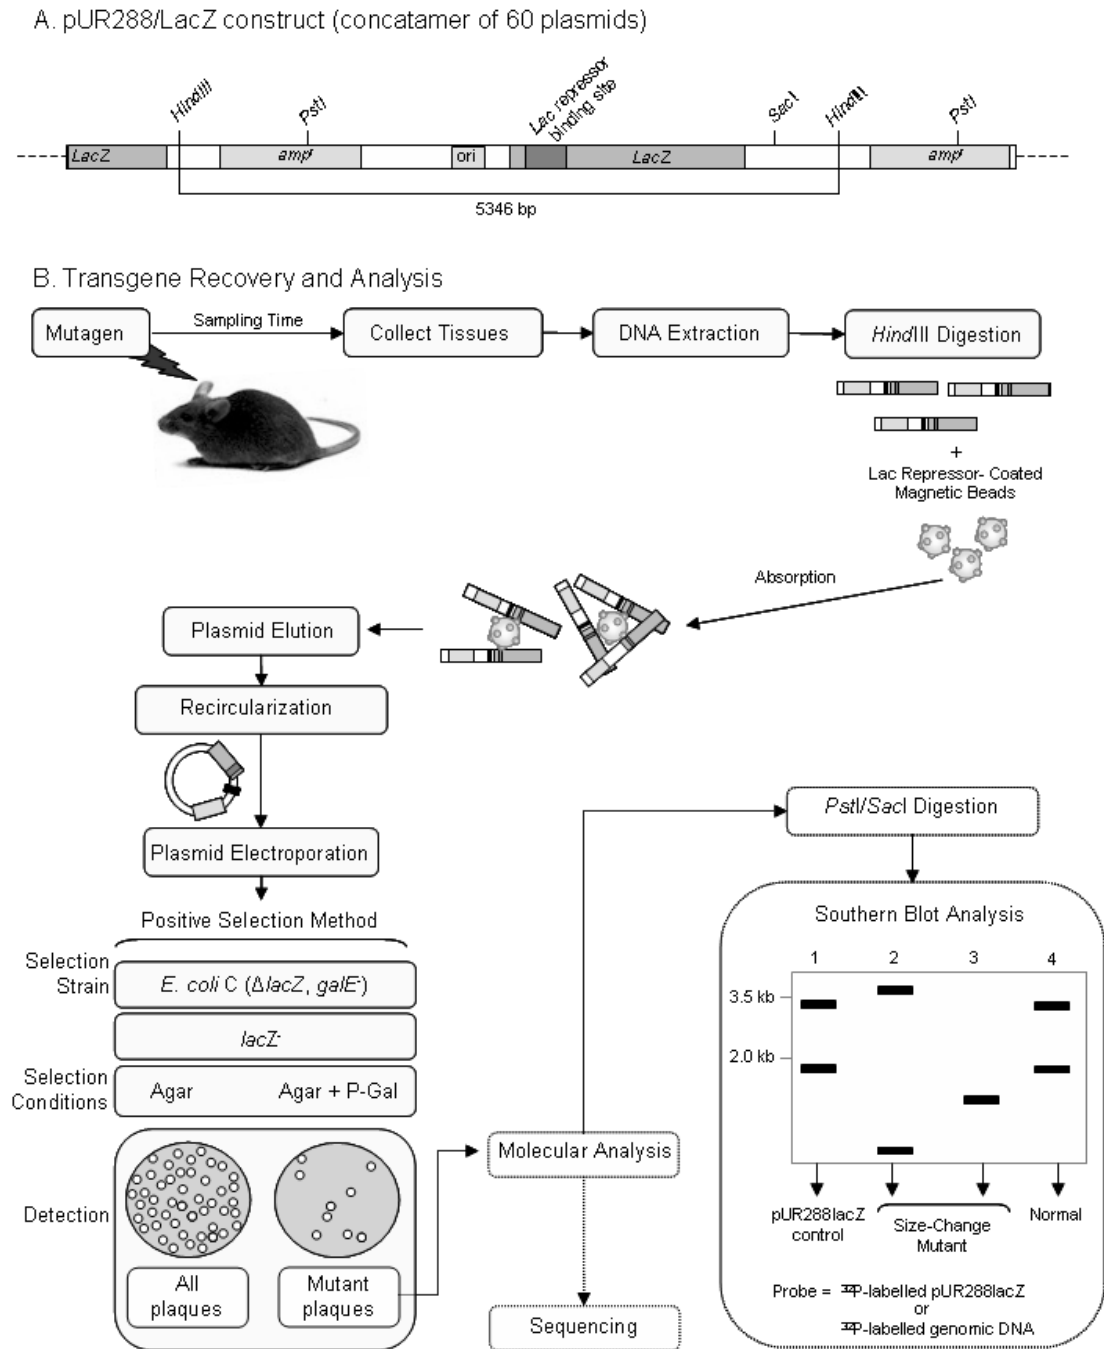 A. pUR288/LacZ construct (concatamer of 60 plasmids)
HindIII
PstI
Lac repressor
binding site
SacI
HindIII
PstI
LacZ
ampʳ
ori
LacZ
ampʳ
5346 bp
B. Transgene Recovery and Analysis
Mutagen
Sampling Time
Collect Tissues
DNA Extraction
HindIII Digestion
+
Lac Repressor- Coated
Magnetic Beads
Absorption
Plasmid Elution
Recircularization
Plasmid Electroporation
Positive Selection Method
Selection
Strain
E. coli C (ΔlacZ, galE⁻)
lacZ⁻
Selection
Conditions
Agar
Agar + P-Gal
Detection
All
plaques
Mutant
plaques
Molecular Analysis
Sequencing
PstI/SacI Digestion
Southern Blot Analysis
1 2 3 4
3.5 kb
2.0 kb
pUR288lacZ
control
Size-Change
Mutant
Normal
Probe = ³²P-labelled pUR288lacZ
or
³²P-labelled genomic DNA